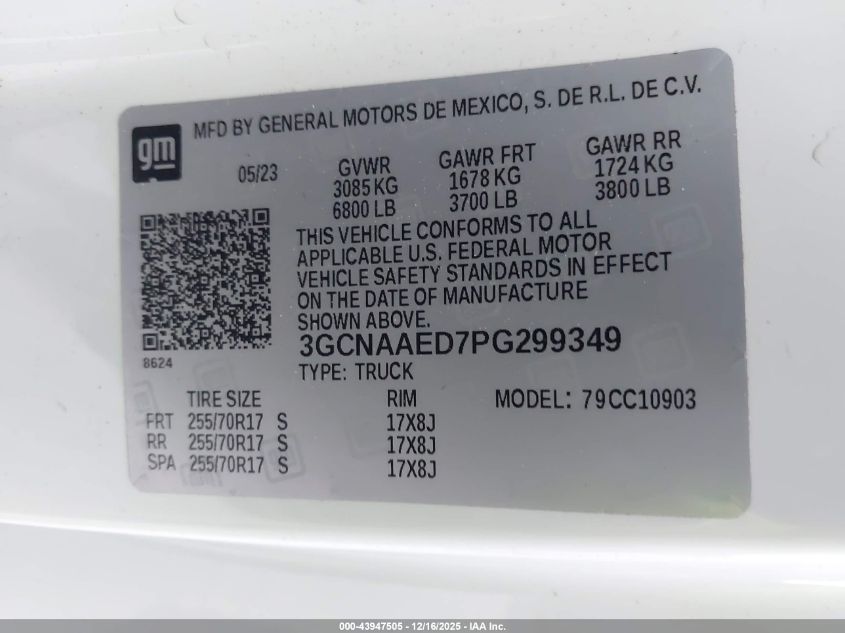 gm
MFD BY GENERAL MOTORS DE MEXICO, S. DE R.L. DE C.V.
05/23 GVWR GAWR FRT GAWR RR
3085 KG 1678 KG 1724 KG
6800 LB 3700 LB 3800 LB
THIS VEHICLE CONFORMS TO ALL
APPLICABLE U.S. FEDERAL MOTOR
VEHICLE SAFETY STANDARDS IN EFFECT
ON THE DATE OF MANUFACTURE
SHOWN ABOVE.
3GCNAAED7PG299349
8624
TYPE: TRUCK
TIRE SIZE RIM MODEL: 79CC10903
FRT 255/70R17 S 17X8J
RR 255/70R17 S 17X8J
SPA 255/70R17 S 17X8J
000-43947505 - 12/16/2025 - IAA Inc.